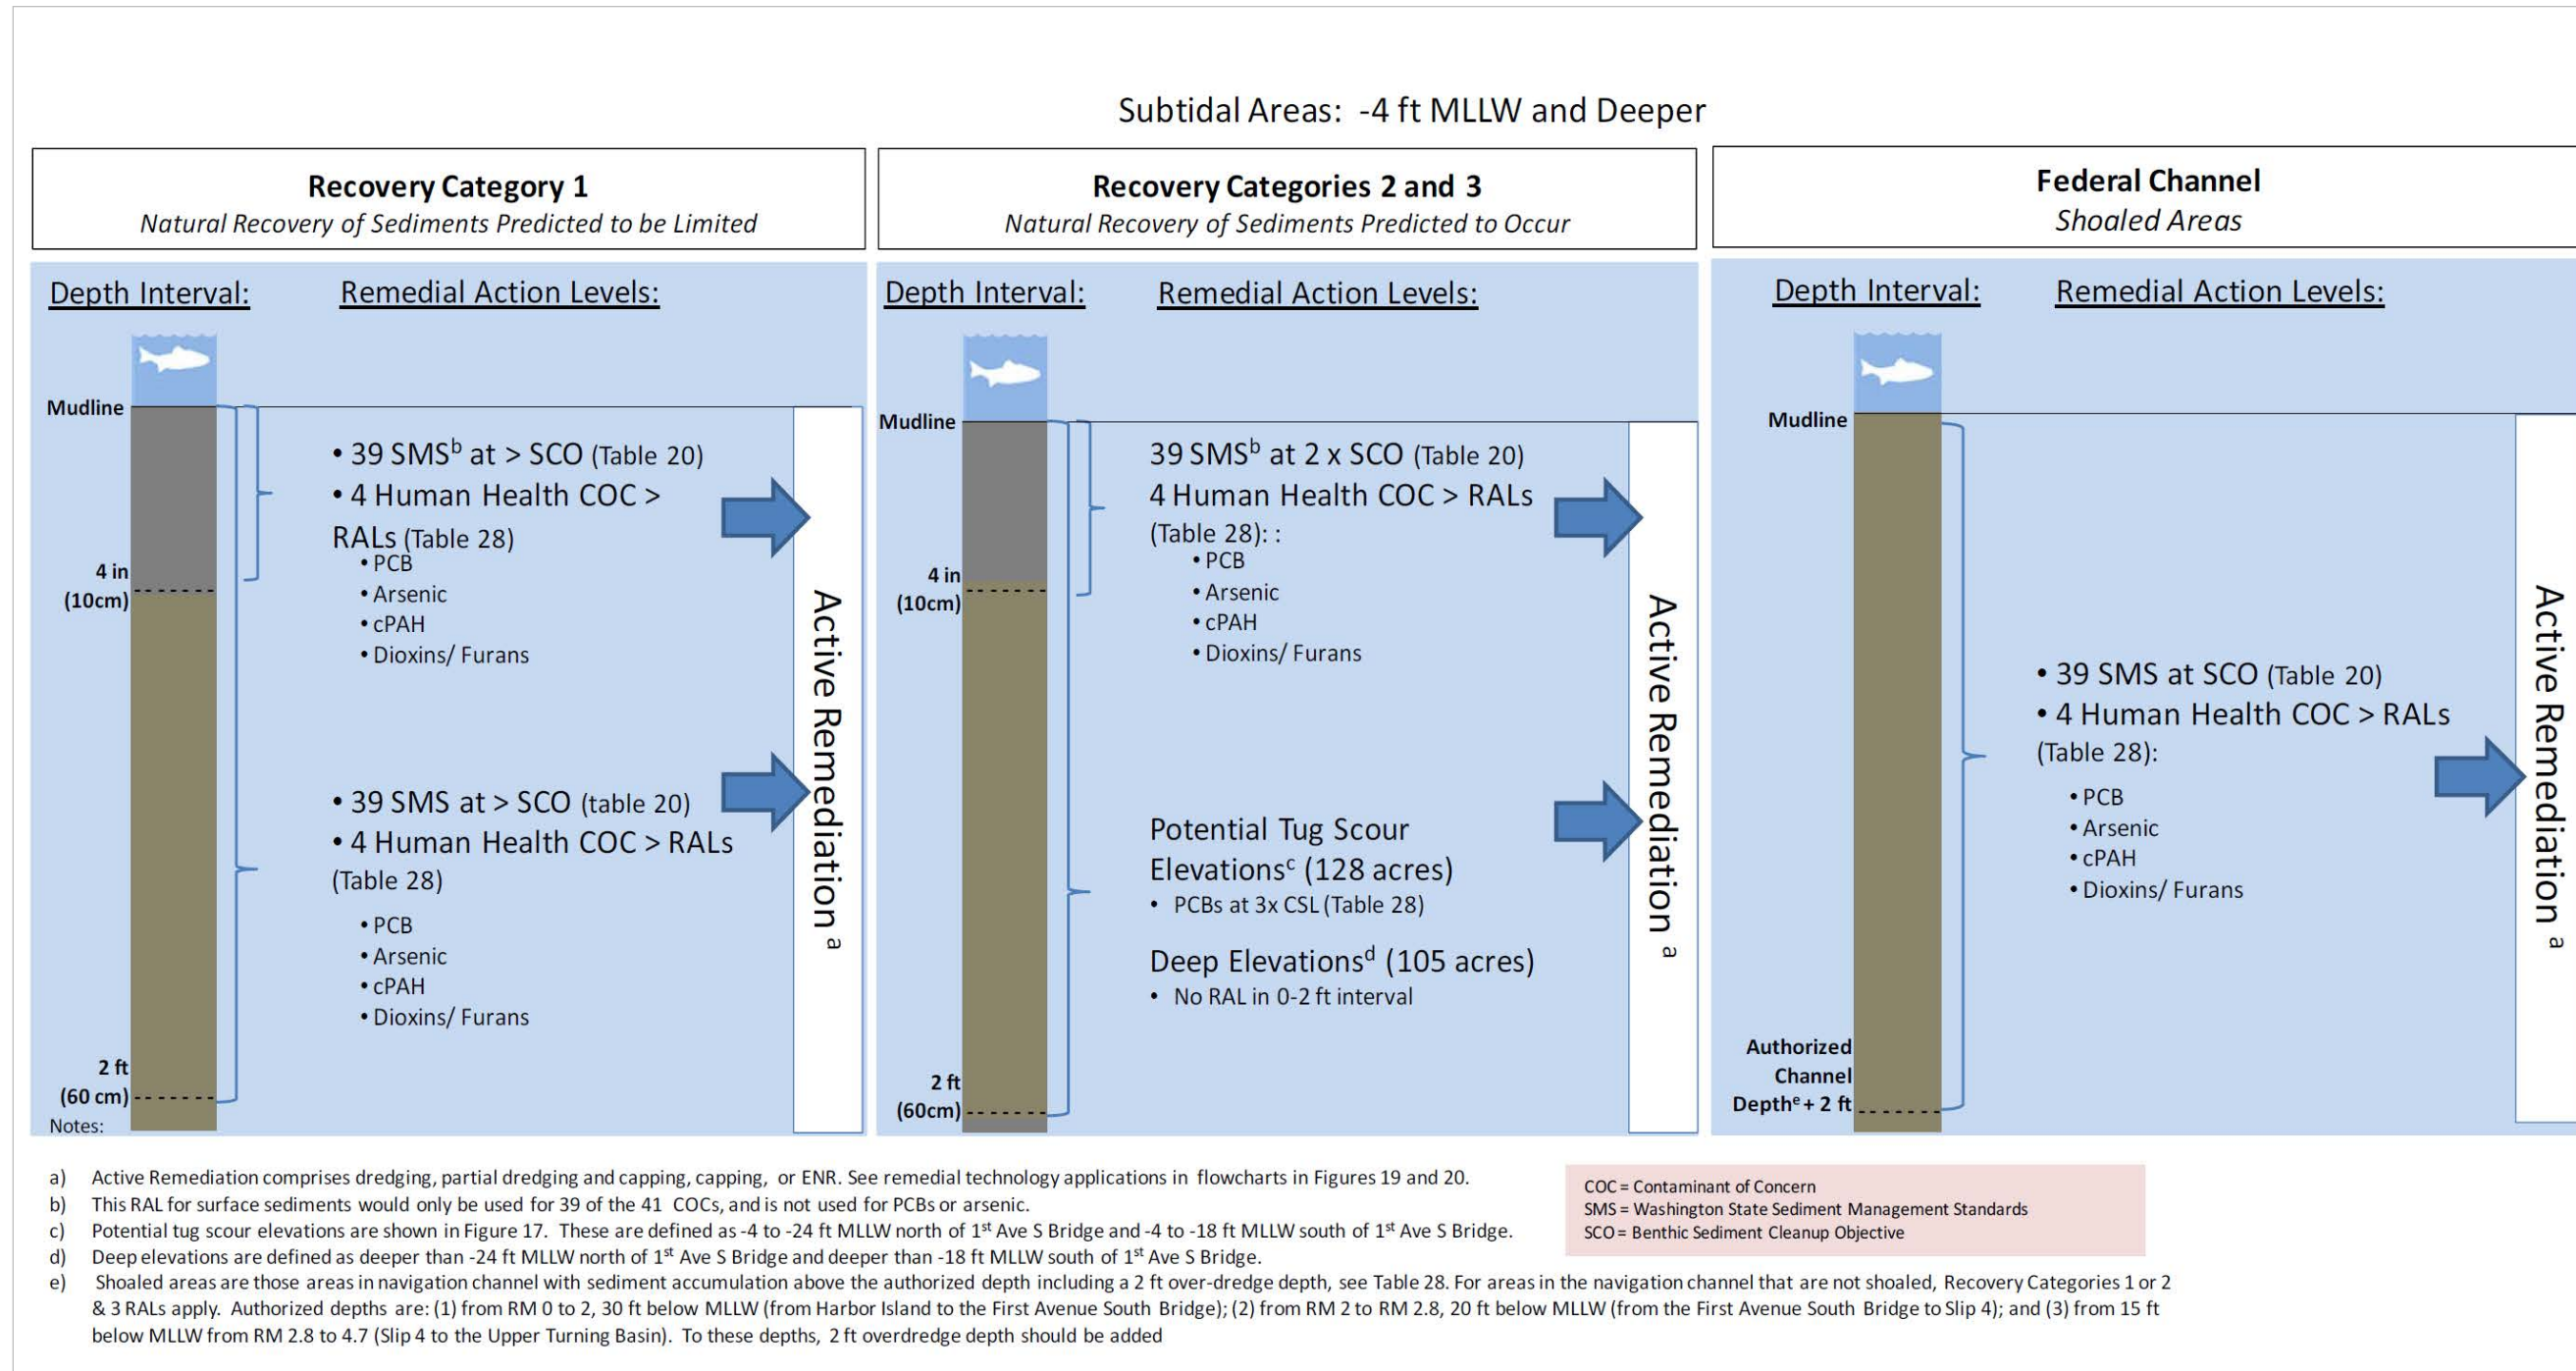 Subtidal Areas: -4 ft MLLW and Deeper
Recovery Category 1
Natural Recovery of Sediments Predicted to be Limited
Depth Interval:
Remedial Action Levels:
Mudline
• 39 SMSb at > SCO (Table 20)
• 4 Human Health COC >
RALs (Table 28)
• PCB
• Arsenic
• cPAH
• Dioxins/ Furans
4 in
(10cm)
• 39 SMS at > SCO (table 20)
• 4 Human Health COC > RALs
(Table 28)
• PCB
• Arsenic
• cPAH
• Dioxins/ Furans
2 ft
(60 cm)
Active Remediation a
Notes:
Recovery Categories 2 and 3
Natural Recovery of Sediments Predicted to Occur
Depth Interval:
Remedial Action Levels:
Mudline
39 SMSb at 2 x SCO (Table 20)
4 Human Health COC > RALs
(Table 28): :
• PCB
• Arsenic
• cPAH
• Dioxins/ Furans
4 in
(10cm)
Potential Tug Scour
Elevationsc (128 acres)
• PCBs at 3x CSL (Table 28)
Deep Elevationsd (105 acres)
• No RAL in 0-2 ft interval
2 ft
(60cm)
Active Remediation a
Federal Channel
Shoaled Areas
Depth Interval:
Remedial Action Levels:
Mudline
• 39 SMS at SCO (Table 20)
• 4 Human Health COC > RALs
(Table 28):
• PCB
• Arsenic
• cPAH
• Dioxins/ Furans
Authorized
Channel
Depthe + 2 ft
Active Remediation a
a) Active Remediation comprises dredging, partial dredging and capping, capping, or ENR. See remedial technology applications in flowcharts in Figures 19 and 20.
b) This RAL for surface sediments would only be used for 39 of the 41 COCs, and is not used for PCBs or arsenic.
c) Potential tug scour elevations are shown in Figure 17. These are defined as -4 to -24 ft MLLW north of 1st Ave S Bridge and -4 to -18 ft MLLW south of 1st Ave S Bridge.
d) Deep elevations are defined as deeper than -24 ft MLLW north of 1st Ave S Bridge and deeper than -18 ft MLLW south of 1st Ave S Bridge.
e) Shoaled areas are those areas in navigation channel with sediment accumulation above the authorized depth including a 2 ft over-dredge depth, see Table 28. For areas in the navigation channel that are not shoaled, Recovery Categories 1 or 2
& 3 RALs apply. Authorized depths are: (1) from RM 0 to 2, 30 ft below MLLW (from Harbor Island to the First Avenue South Bridge); (2) from RM 2 to RM 2.8, 20 ft below MLLW (from the First Avenue South Bridge to Slip 4); and (3) from 15 ft
below MLLW from RM 2.8 to 4.7 (Slip 4 to the Upper Turning Basin). To these depths, 2 ft overdredge depth should be added
COC = Contaminant of Concern
SMS = Washington State Sediment Management Standards
SCO = Benthic Sediment Cleanup Objective